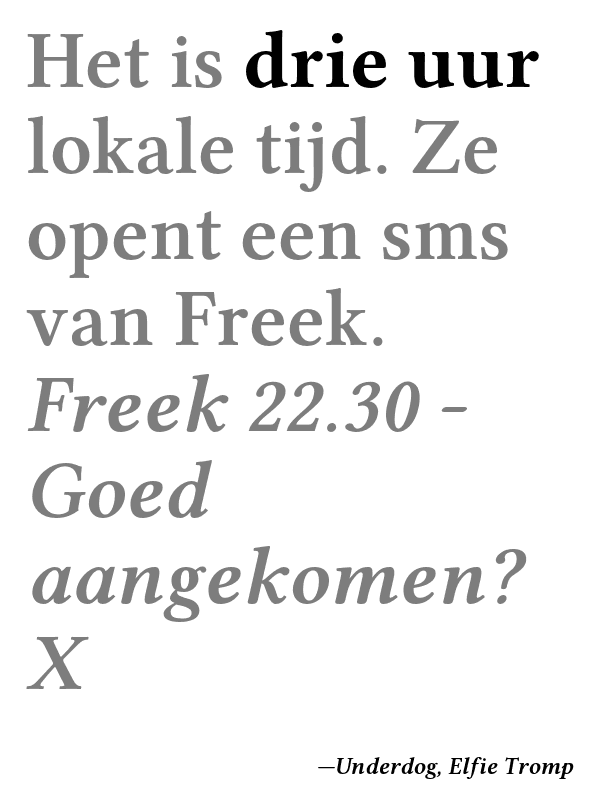 Het is drie uur
lokale tijd. Ze
opent een sms
van Freek.
Freek 22.30 –
Goed
aangekomen?
X
—Underdog, Elfie Tromp